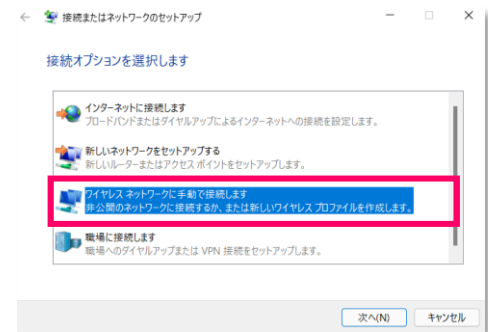 接続またはネットワークのセットアップ
接続オプションを選択します
インターネットに接続します
ブロードバンドまたはダイヤルアップによるインターネットへの接続を設定します。
新しいネットワークをセットアップする
新しいルーターまたはアクセス ポイントをセットアップします。
ワイヤレス ネットワークに手動で接続します
非公開のネットワークに接続するか、または新しいワイヤレス プロファイルを作成します。
職場に接続します
職場へのダイヤルアップまたは VPN 接続をセットアップします。
次へ(N) キャンセル